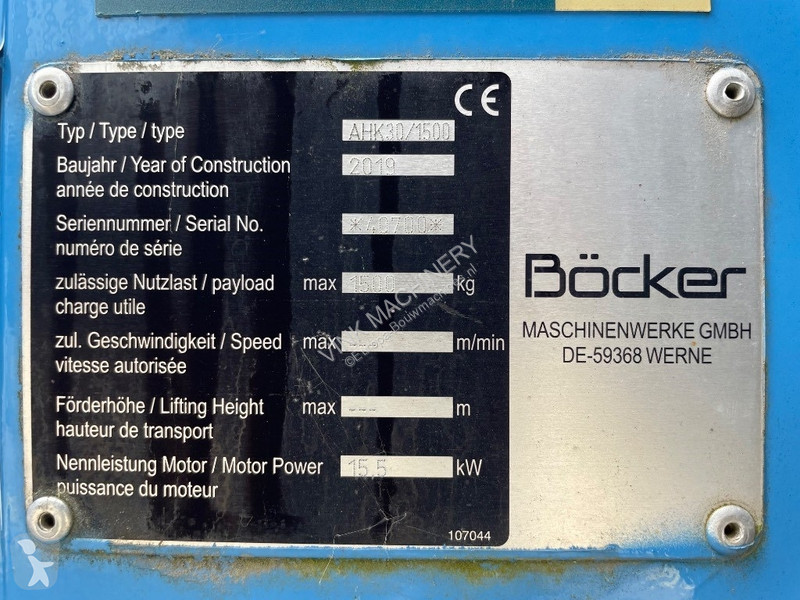 CE
Typ / Type / type AHK30/1500
Baujahr / Year of Construction 2019
année de construction
Seriennummer / Serial No.
numéro de série
zulässige Nutzlast / payload max 1500 kg
charge utile
zul. Geschwindigkeit / Speed max m/min
vitesse autorisée
Förderhöhe / Lifting Height max --- m
hauteur de transport
Nennleistung Motor / Motor Power 15,5 kW
puissance du moteur
107044
Böcker
MASCHINENWERKE GMBH
DE-59368 WERNE
VINK MACHINERY